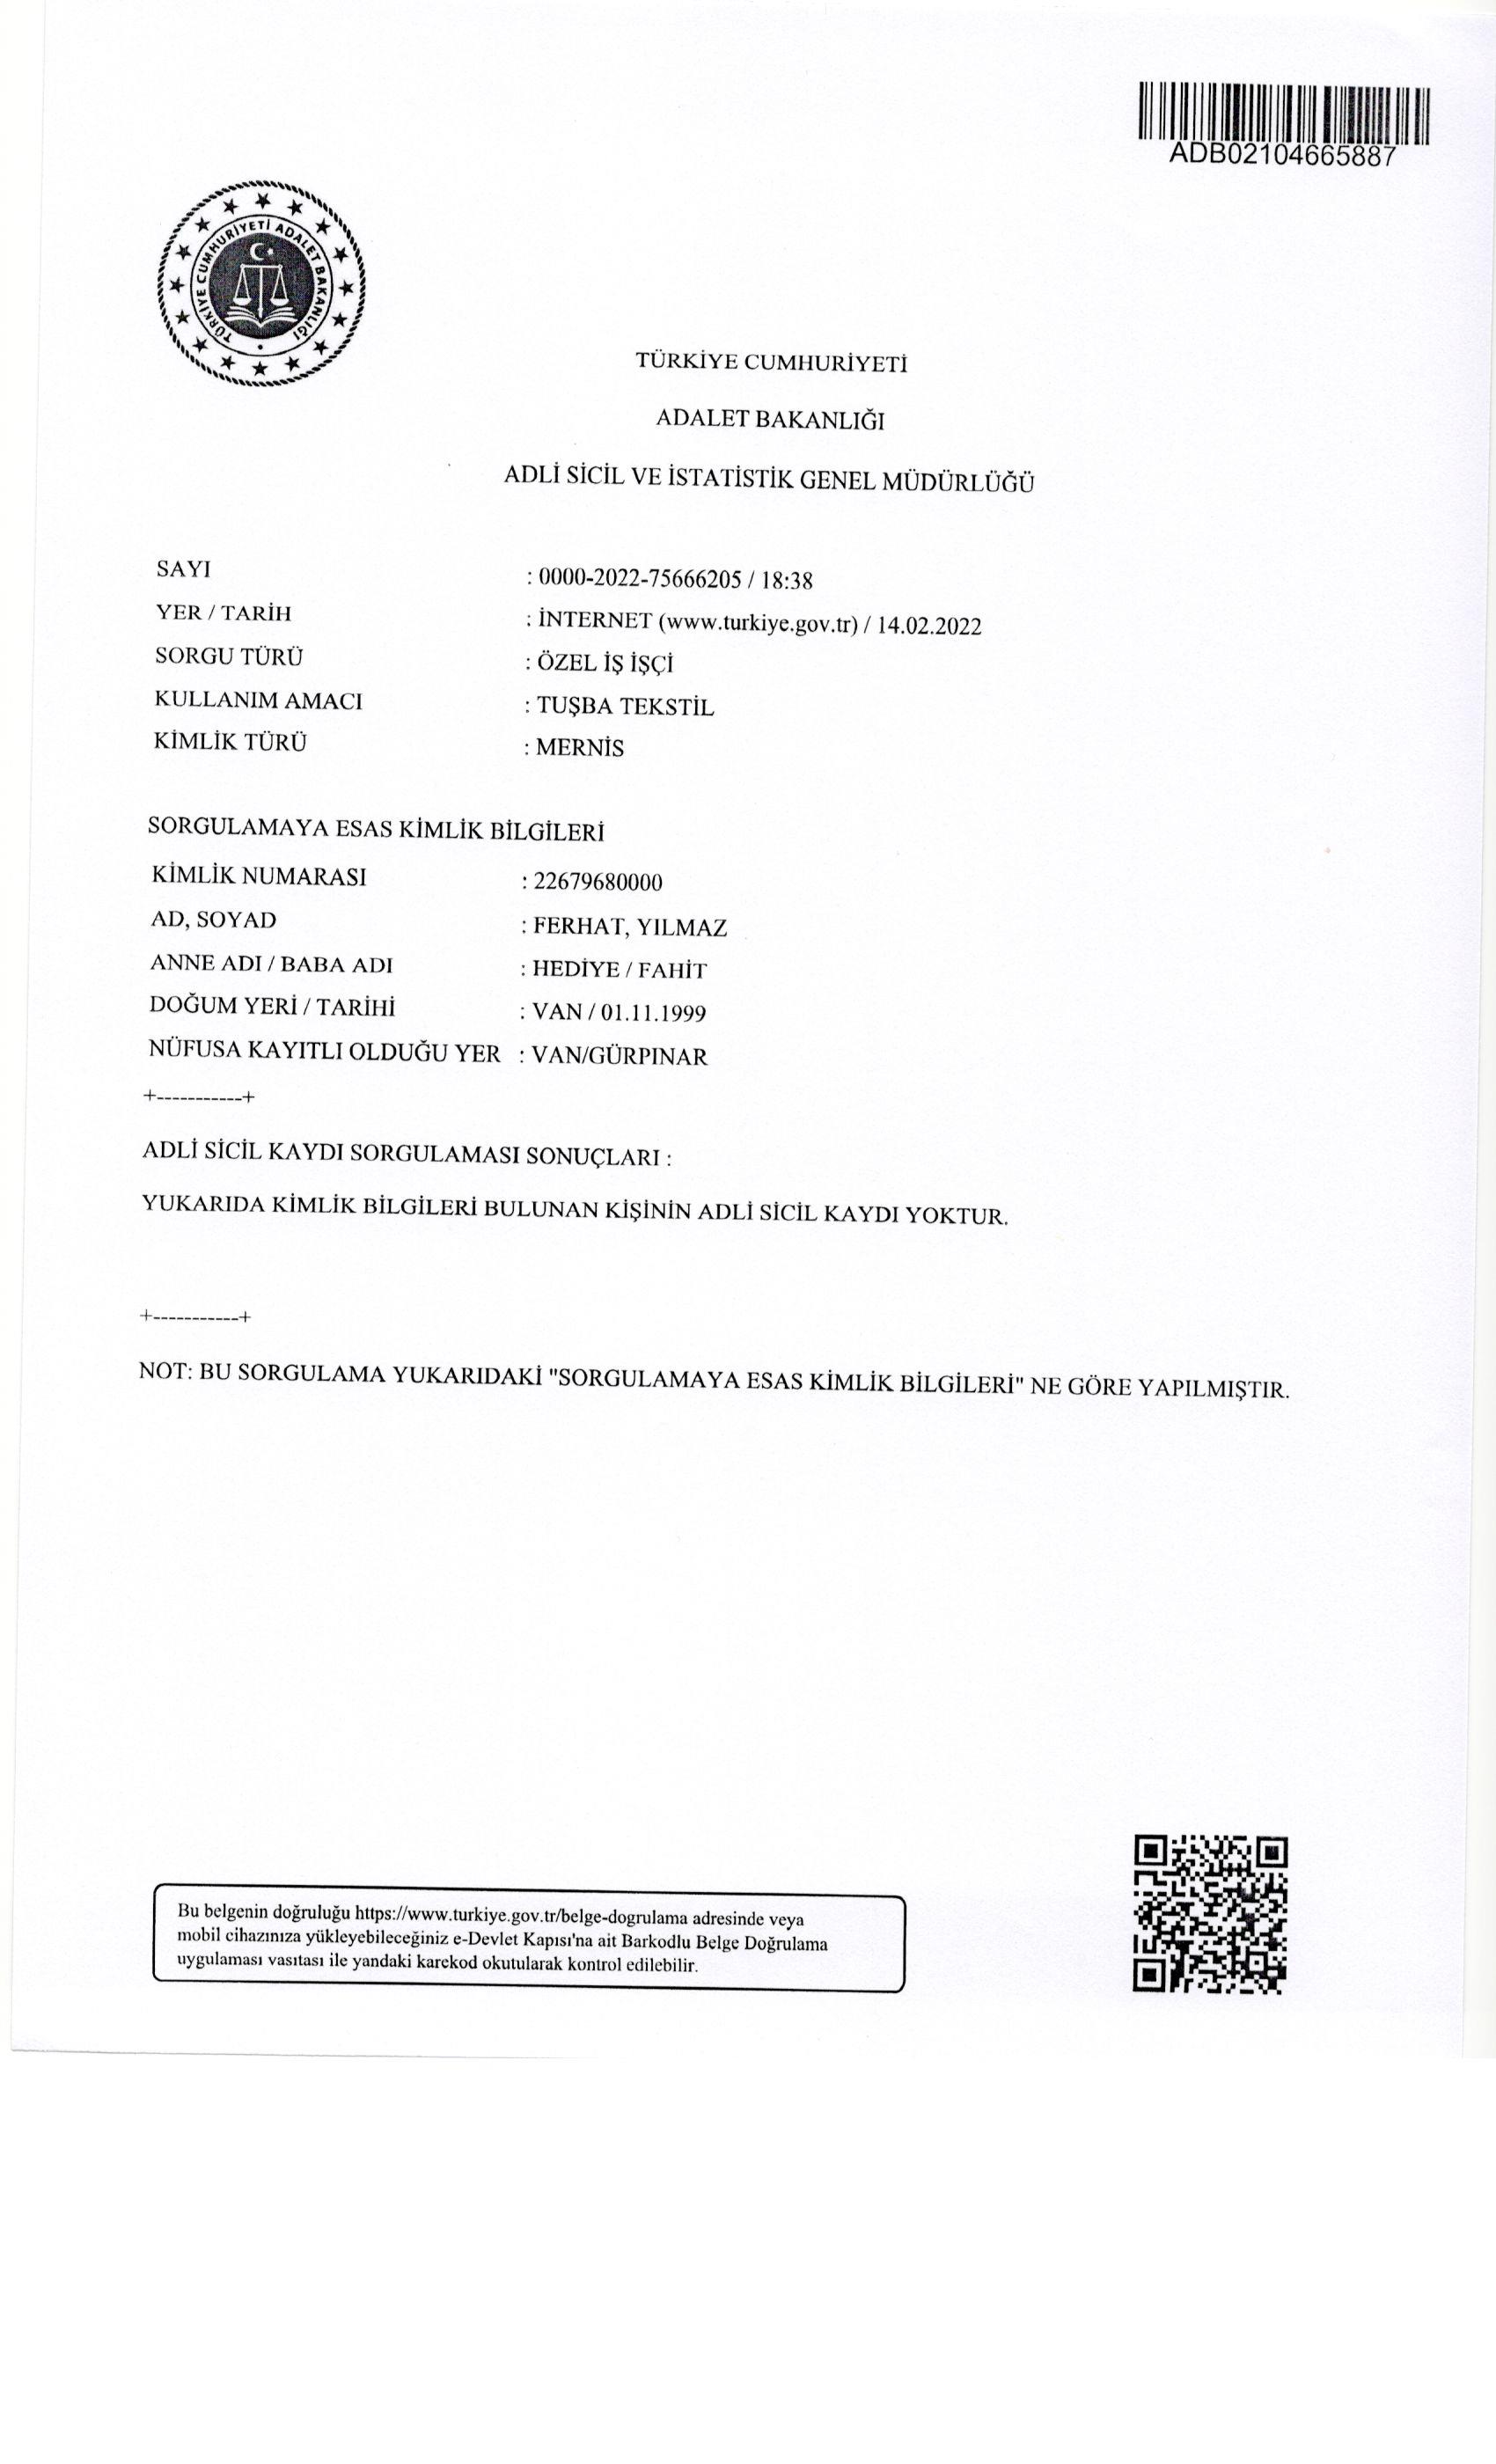 ADB02104665887
TÜRKİYE CUMHURİYETİ ADALET BAKANLIĞI
TÜRKİYE CUMHURİYETİ
ADALET BAKANLIĞI
ADLİ SİCİL VE İSTATİSTİK GENEL MÜDÜRLÜĞÜ
SAYI : 0000-2022-75666205 / 18:38
YER / TARİH : İNTERNET (www.turkiye.gov.tr) / 14.02.2022
SORGU TÜRÜ : ÖZEL İŞ İŞÇİ
KULLANIM AMACI : TUŞBA TEKSTİL
KİMLİK TÜRÜ : MERNİS
SORGULAMAYA ESAS KİMLİK BİLGİLERİ
KİMLİK NUMARASI : 22679680000
AD, SOYAD : FERHAT, YILMAZ
ANNE ADI / BABA ADI : HEDİYE / FAHİT
DOĞUM YERİ / TARİHİ : VAN / 01.11.1999
NÜFUSA KAYITLI OLDUĞU YER : VAN/GÜRPINAR
+-----------+
ADLİ SİCİL KAYDI SORGULAMASI SONUÇLARI :
YUKARIDA KİMLİK BİLGİLERİ BULUNAN KİŞİNİN ADLİ SİCİL KAYDI YOKTUR.
+-----------+
NOT: BU SORGULAMA YUKARIDAKİ "SORGULAMAYA ESAS KİMLİK BİLGİLERİ" NE GÖRE YAPILMIŞTIR.
Bu belgenin doğruluğu https://www.turkiye.gov.tr/belge-dogrulama adresinde veya
mobil cihazınıza yükleyebileceğiniz e-Devlet Kapısı'na ait Barkodlu Belge Doğrulama
uygulaması vasıtası ile yandaki karekod okutularak kontrol edilebilir.